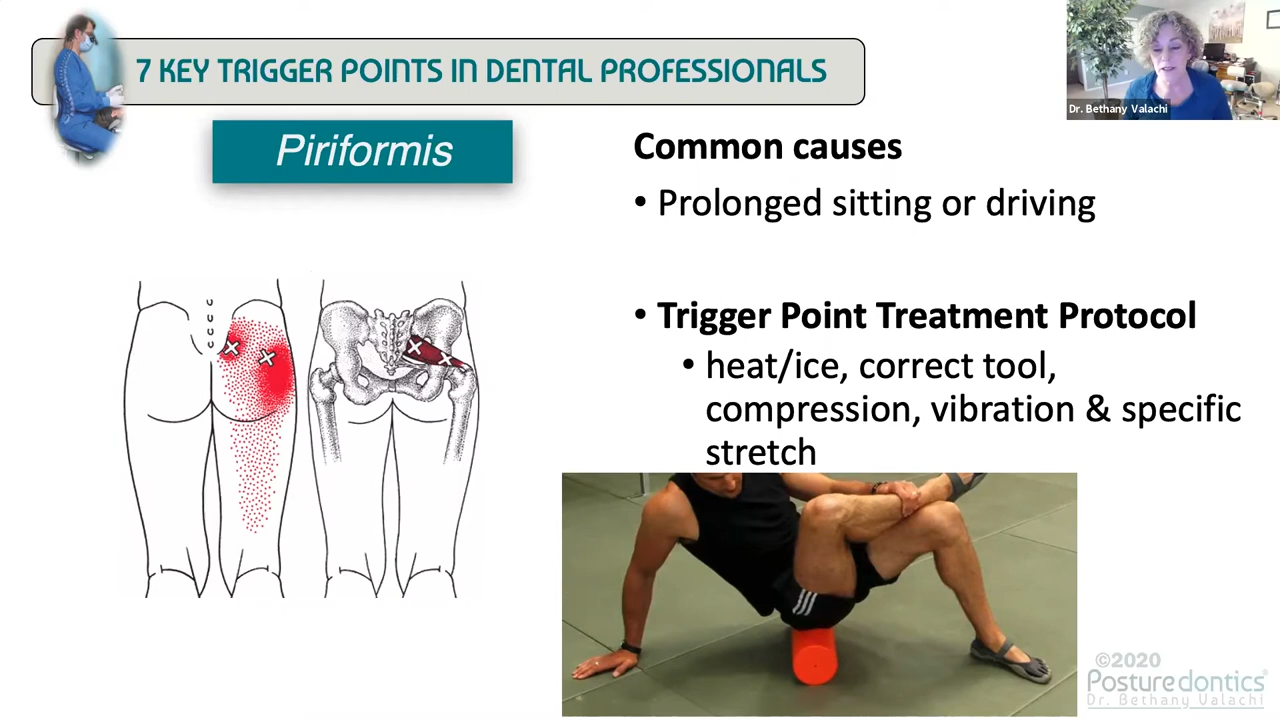 7 KEY TRIGGER POINTS IN DENTAL PROFESSIONALS
Dr. Bethany Valachi
Piriformis
Common causes
• Prolonged sitting or driving
• Trigger Point Treatment Protocol
• heat/ice, correct tool,
compression, vibration & specific
stretch
©2020
Posturedontics®
Dr. Bethany Valachi